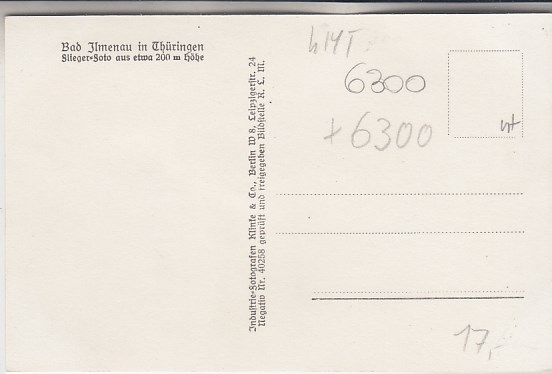 Bad Ilmenau in Thüringen
Flieger-Foto aus etwa 200 m Höhe
Industrie-Fotografen Klinke & Co., Berlin W 8, Leipzigerstr. 24
Negativ Nr. 40258 geprüft und freigegeben Bildstelle R. L. M.
6300
+6300
17,-